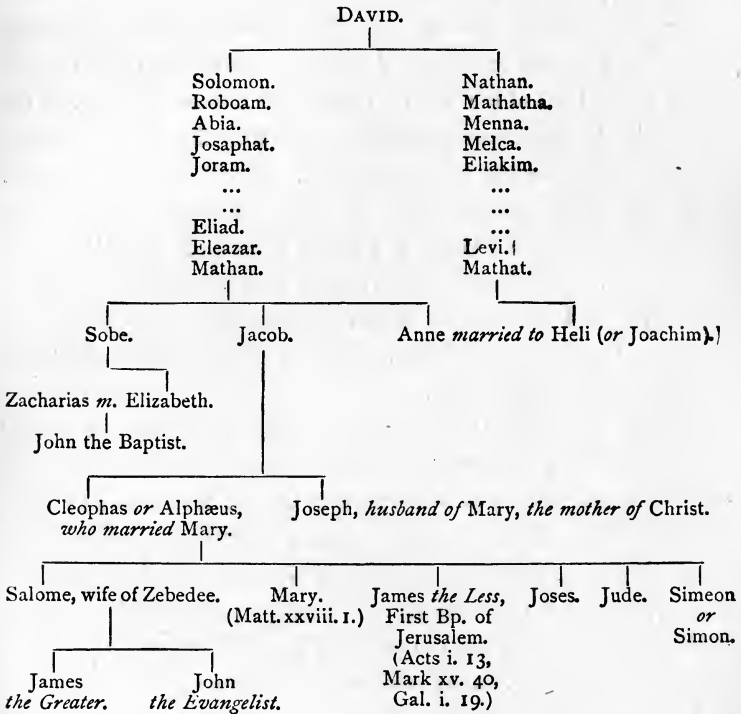 DAVID.
Solomon. Nathan.
Roboam. Mathatha.
Abia. Menna.
Josaphat. Melca.
Joram. Eliakim.
... ...
... ...
Eliad. ...
Eleazar. Levi.
Mathan. Mathat.
Sobe. Jacob. Anne married to Heli (or Joachim).
Zacharias m. Elizabeth.
John the Baptist.
Cleophas or Alphæus, Joseph, husband of Mary, the mother of Christ.
who married Mary.
Salome, wife of Zebedee. Mary. James the Less, Joses. Jude. Simeon
(Matt. xxviii. 1.) First Bp. of or
Jerusalem. Simon.
(Acts i. 13,
James John Mark xv. 40,
the Greater. the Evangelist. Gal. i. 19.)